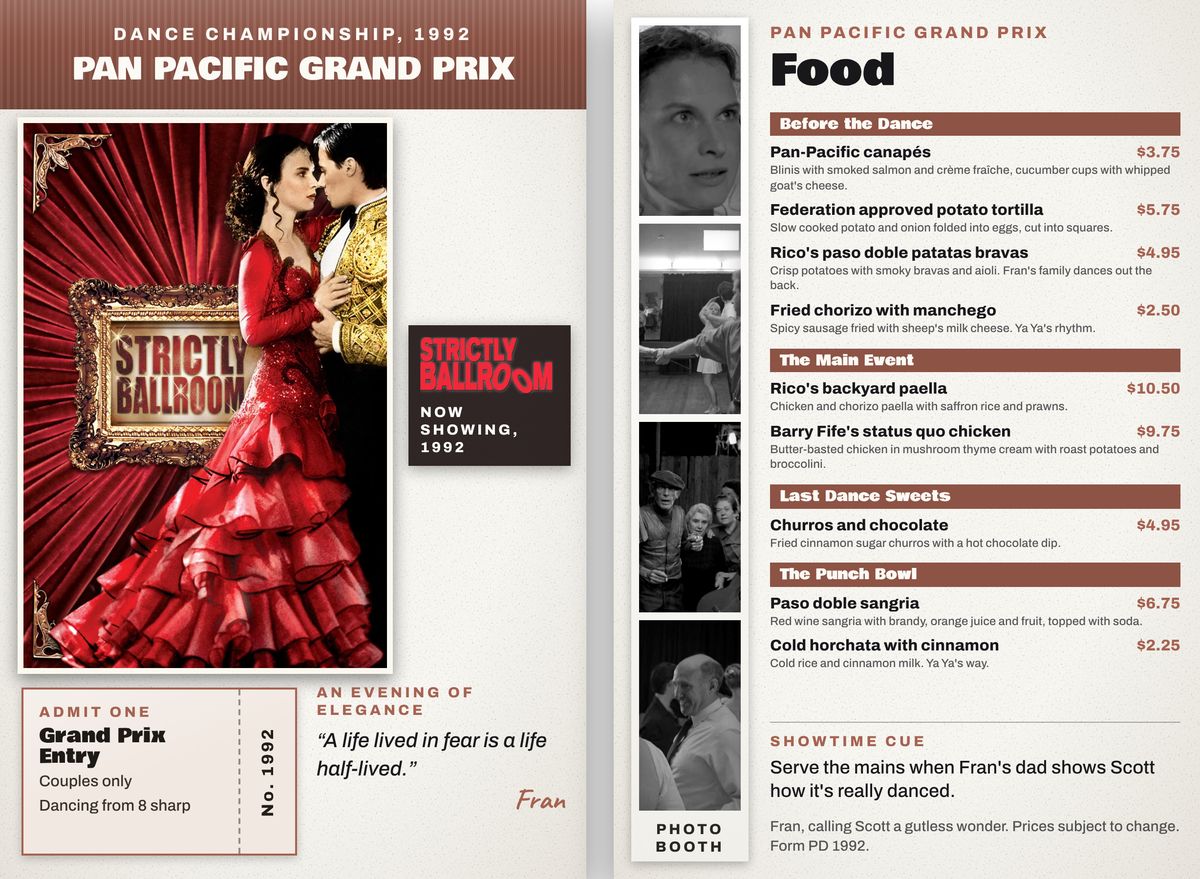 DANCE CHAMPIONSHIP, 1992
PAN PACIFIC GRAND PRIX
STRICTLY
BALLROOM
STRICTLY
BALLROOM
NOW
SHOWING,
1992
ADMIT ONE
Grand Prix
Entry
Couples only
Dancing from 8 sharp
No. 1992
AN EVENING OF
ELEGANCE
“A life lived in fear is a life
half-lived.”
Fran
PHOTO
BOOTH
PAN PACIFIC GRAND PRIX
Food
Before the Dance
Pan-Pacific canapés $3.75
Blinis with smoked salmon and crème fraîche, cucumber cups with whipped
goat's cheese.
Federation approved potato tortilla $5.75
Slow cooked potato and onion folded into eggs, cut into squares.
Rico's paso doble patatas bravas $4.95
Crisp potatoes with smoky bravas and aioli. Fran's family dances out the
back.
Fried chorizo with manchego $2.50
Spicy sausage fried with sheep's milk cheese. Ya Ya's rhythm.
The Main Event
Rico's backyard paella $10.50
Chicken and chorizo paella with saffron rice and prawns.
Barry Fife's status quo chicken $9.75
Butter-basted chicken in mushroom thyme cream with roast potatoes and
broccolini.
Last Dance Sweets
Churros and chocolate $4.95
Fried cinnamon sugar churros with a hot chocolate dip.
The Punch Bowl
Paso doble sangria $6.75
Red wine sangria with brandy, orange juice and fruit, topped with soda.
Cold horchata with cinnamon $2.25
Cold rice and cinnamon milk. Ya Ya's way.
SHOWTIME CUE
Serve the mains when Fran's dad shows Scott
how it's really danced.
Fran, calling Scott a gutless wonder. Prices subject to change.
Form PD 1992.